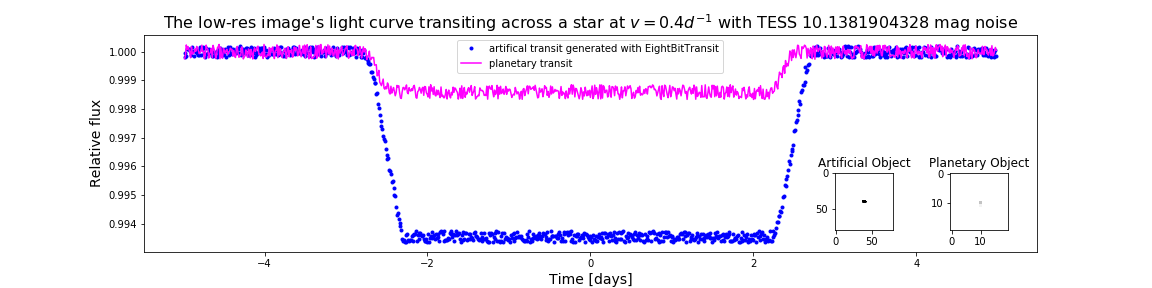 The low-res image's light curve transiting across a star at v = 0.4d⁻¹ with TESS 10.1381904328 mag noise
artifical transit generated with EightBitTransit
planetary transit
Relative flux
1.000
0.999
0.998
0.997
0.996
0.995
0.994
−4
−2
0
2
4
Time [days]
Artificial Object
0
50
0
50
Planetary Object
0
10
0
10